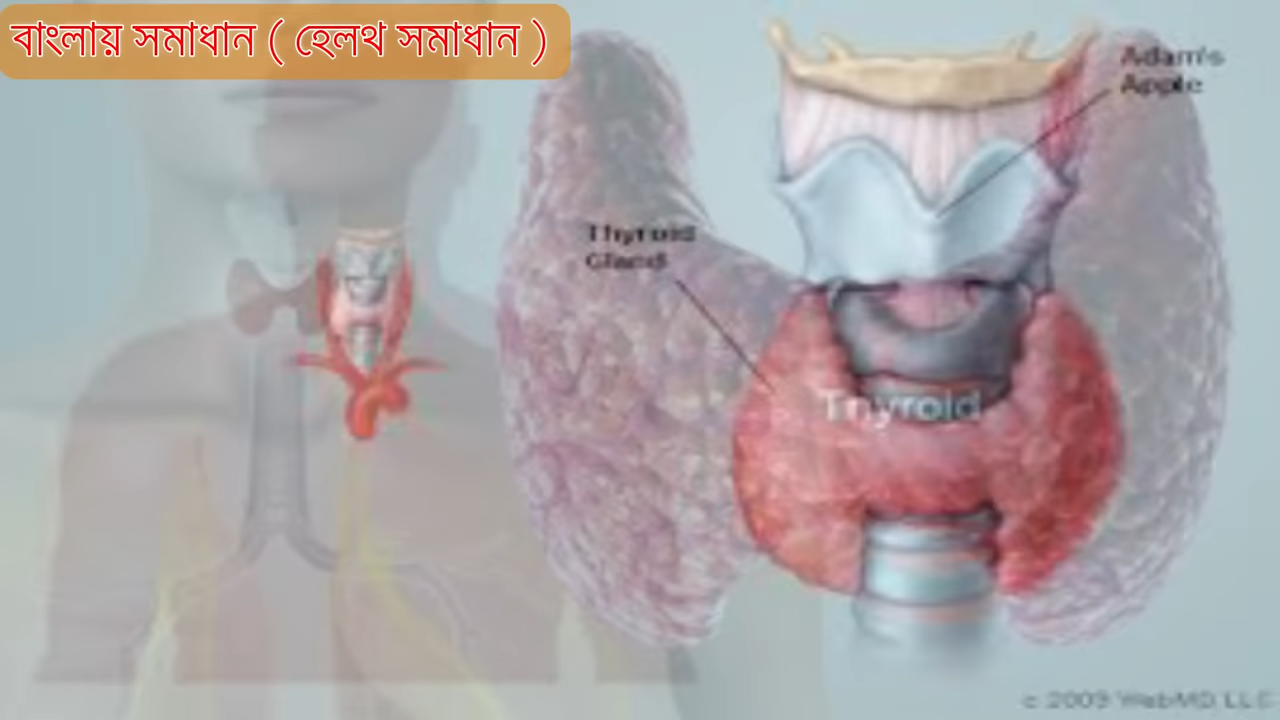 বাংলায় সমাধান ( হেলথ সমাধান )
Adam's
Apple
Thyroid
Gland
Thyroid
c 2009 WebMD LLC